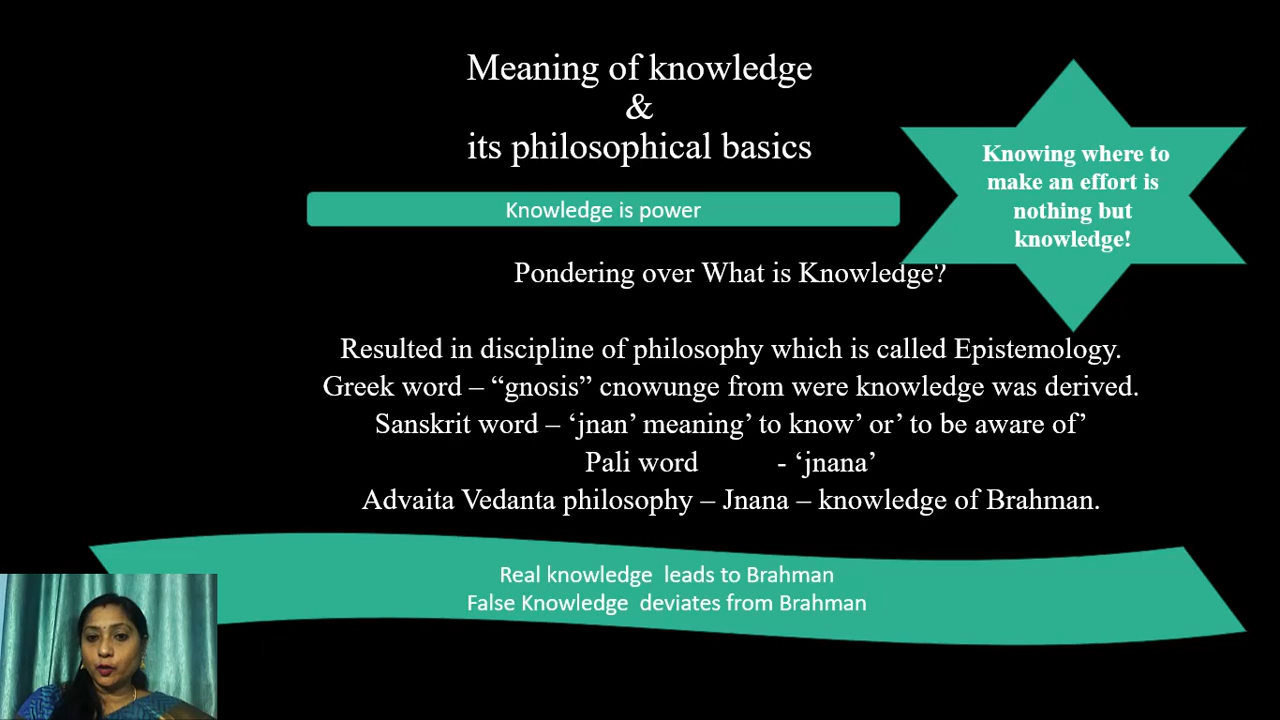 Meaning of knowledge
&
its philosophical basics
Knowledge is power
Knowing where to
make an effort is
nothing but
knowledge!
Pondering over What is Knowledge?
Resulted in discipline of philosophy which is called Epistemology.
Greek word – “gnosis” cnowunge from were knowledge was derived.
Sanskrit word – ‘jnan’ meaning’ to know’ or’ to be aware of’
Pali word - ‘jnana’
Advaita Vedanta philosophy – Jnana – knowledge of Brahman.
Real knowledge leads to Brahman
False Knowledge deviates from Brahman